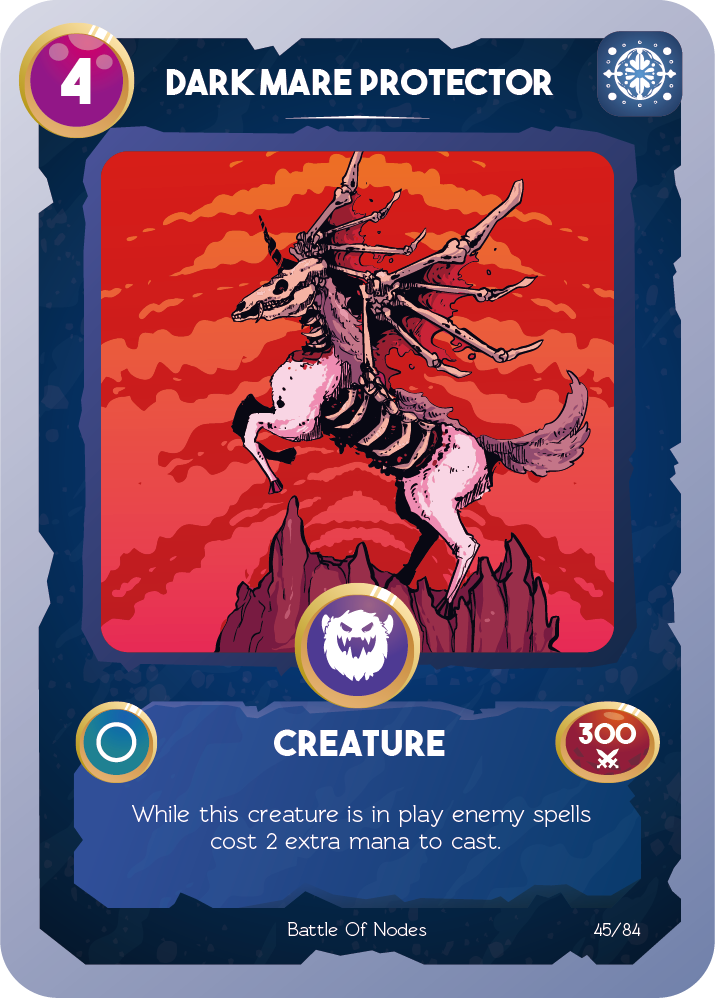 4
DARK MARE PROTECTOR
CREATURE
300
While this creature is in play enemy spells
cost 2 extra mana to cast.
Battle Of Nodes
45/84